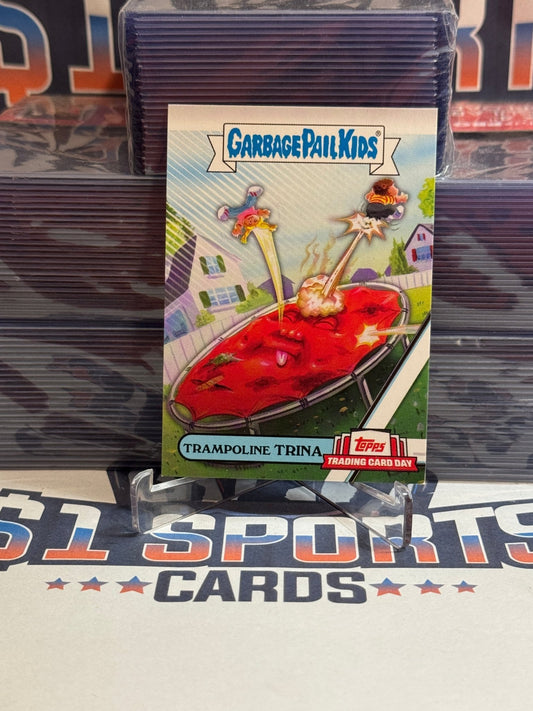 GARBAGE PAIL KIDS®
TRAMPOLINE TRINA
topps
TRADING CARD DAY
$1 SPORTS
CARDS